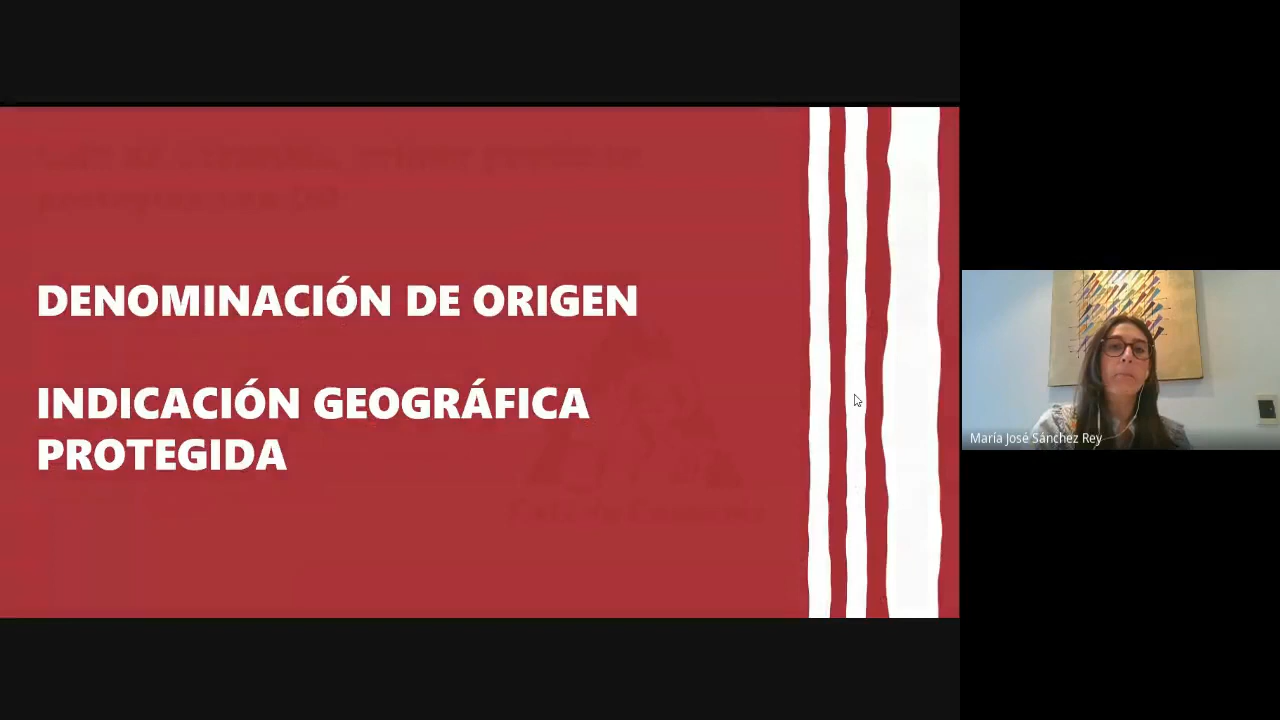 DENOMINACIÓN DE ORIGEN
INDICACIÓN GEOGRÁFICA
PROTEGIDA
María José Sánchez Rey